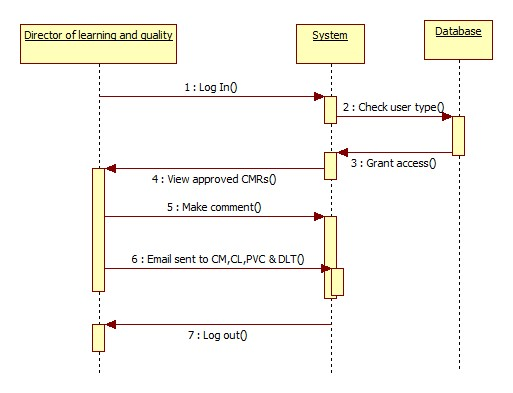 Director of learning and quality
System
Database
1 : Log In()
2 : Check user type()
3 : Grant access()
4 : View approved CMRs()
5 : Make comment()
6 : Email sent to CM,CL,PVC & DLT()
7 : Log out()